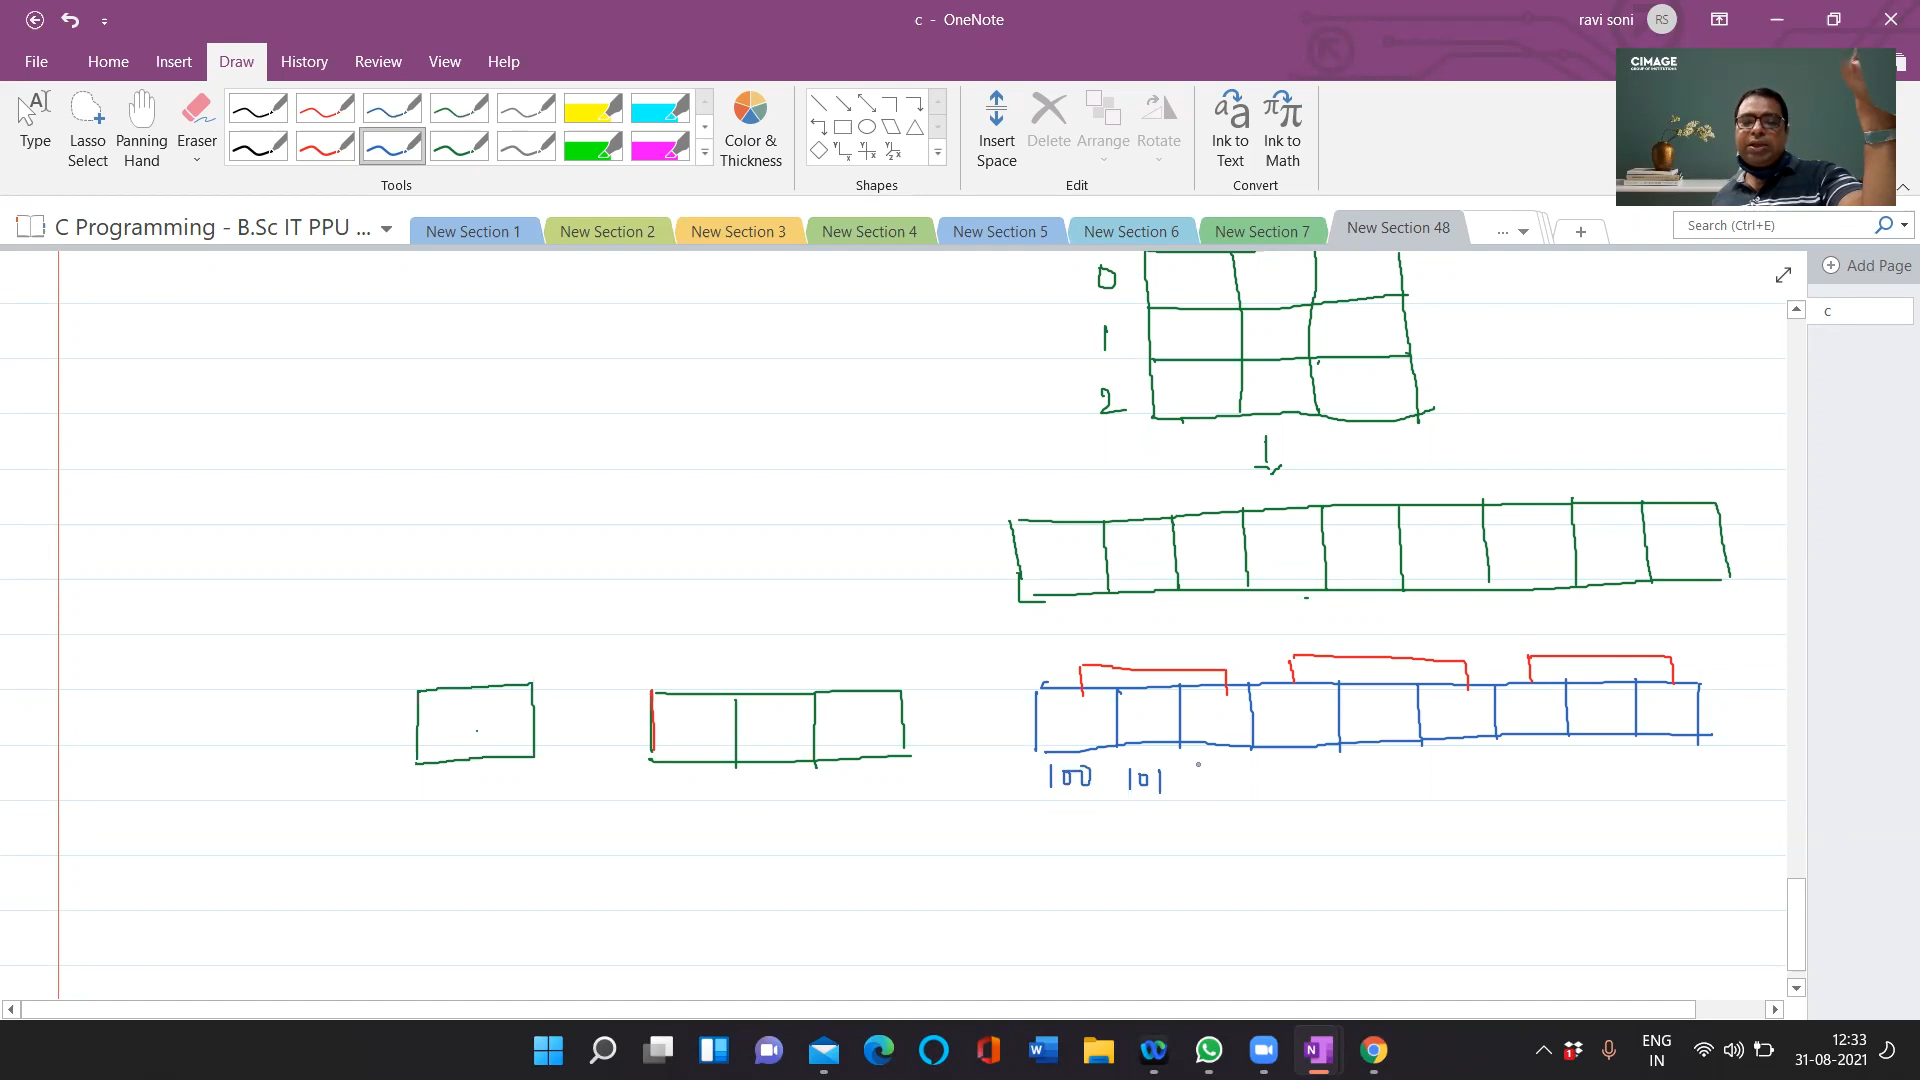 c - OneNote
ravi soni
RS
File Home Insert Draw History Review View Help
CIMAGE
GROUP OF INSTITUTIONS
Type
Lasso Select
Panning Hand
Eraser
Color & Thickness
Insert Space
Delete
Arrange
Rotate
Ink to Text
Ink to Math
Tools
Shapes
Edit
Convert
C Programming - B.Sc IT PPU ...
New Section 1
New Section 2
New Section 3
New Section 4
New Section 5
New Section 6
New Section 7
New Section 48
...
Search (Ctrl+E)
Add Page
c
0
1
2
100 101
ENG
IN
12:33
31-08-2021